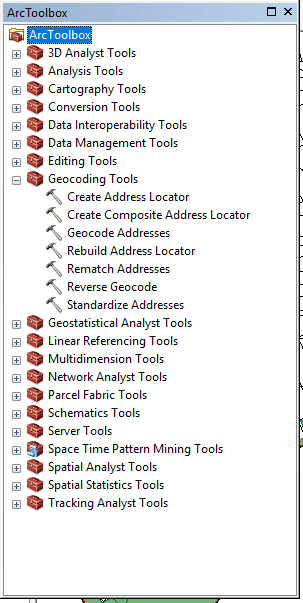 ArcToolbox
ArcToolbox
3D Analyst Tools
Analysis Tools
Cartography Tools
Conversion Tools
Data Interoperability Tools
Data Management Tools
Editing Tools
Geocoding Tools
Create Address Locator
Create Composite Address Locator
Geocode Addresses
Rebuild Address Locator
Rematch Addresses
Reverse Geocode
Standardize Addresses
Geostatistical Analyst Tools
Linear Referencing Tools
Multidimension Tools
Network Analyst Tools
Parcel Fabric Tools
Schematics Tools
Server Tools
Space Time Pattern Mining Tools
Spatial Analyst Tools
Spatial Statistics Tools
Tracking Analyst Tools